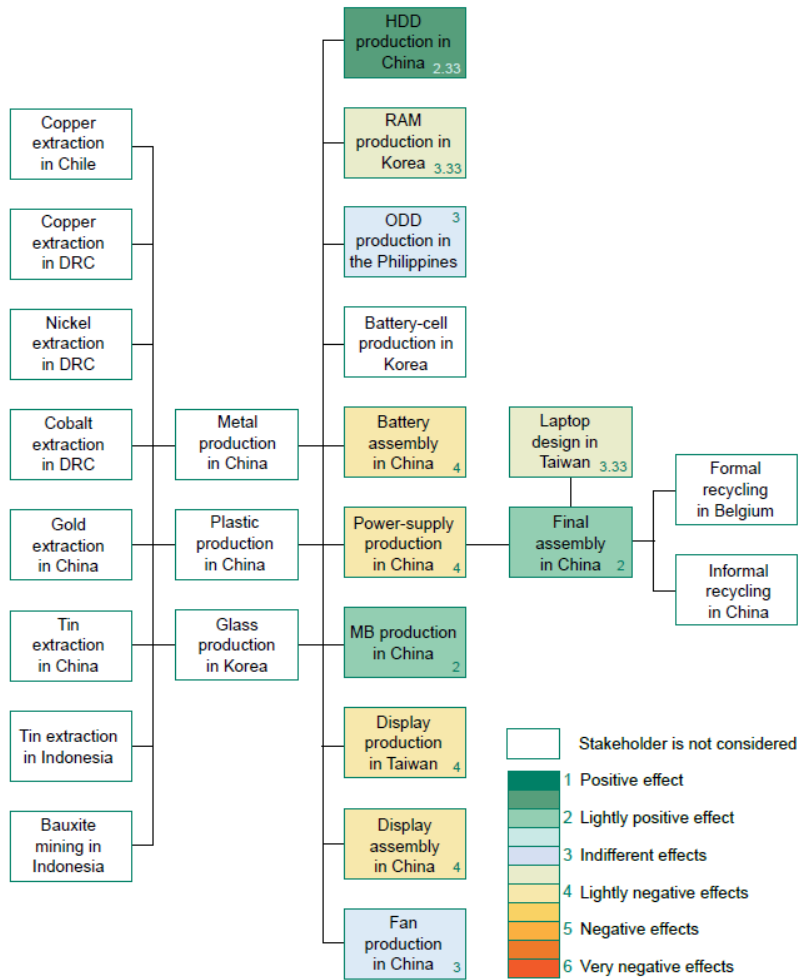 HDD
production in
China
2.33
Copper
extraction
in Chile
RAM
production in
Korea
3.33
Copper
extraction
in DRC
3
ODD
production in
the Philippines
Nickel
extraction
in DRC
Battery-cell
production in
Korea
Cobalt
extraction
in DRC
Metal
production
in China
Battery
assembly
in China
4
Laptop
design in
Taiwan
3.33
Formal
recycling
in Belgium
Gold
extraction
in China
Plastic
production
in China
Power-supply
production
in China
4
Final
assembly
in China
2
Informal
recycling
in China
Tin
extraction
in China
Glass
production
in Korea
MB production
in China
2
Tin extraction
in Indonesia
Display
production
in Taiwan
4
Bauxite
mining in
Indonesia
Display
assembly
in China
4
Fan
production
in China
3
Stakeholder is not considered
1 Positive effect
2 Lightly positive effect
3 Indifferent effects
4 Lightly negative effects
5 Negative effects
6 Very negative effects